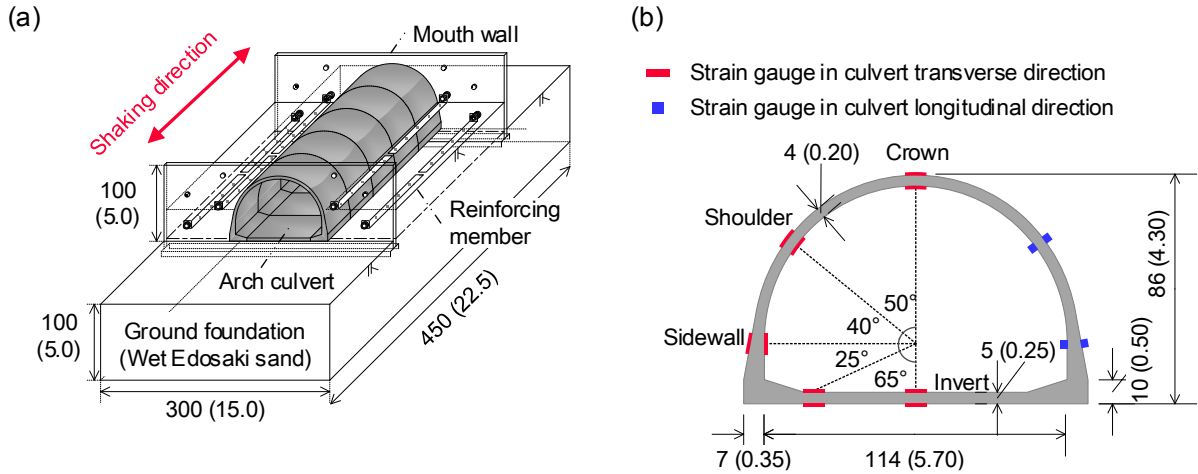 (a)
Mouth wall
Shaking direction
100
(5.0)
Reinforcing
member
Arch culvert
450 (22.5)
100
(5.0)
Ground foundation
(Wet Edosaki sand)
300 (15.0)
(b)
Strain gauge in culvert transverse direction
Strain gauge in culvert longitudinal direction
4 (0.20)
Crown
Shoulder
86 (4.30)
50°
40°
Sidewall
25°
65°
5 (0.25)
Invert
10 (0.50)
7 (0.35)
114 (5.70)